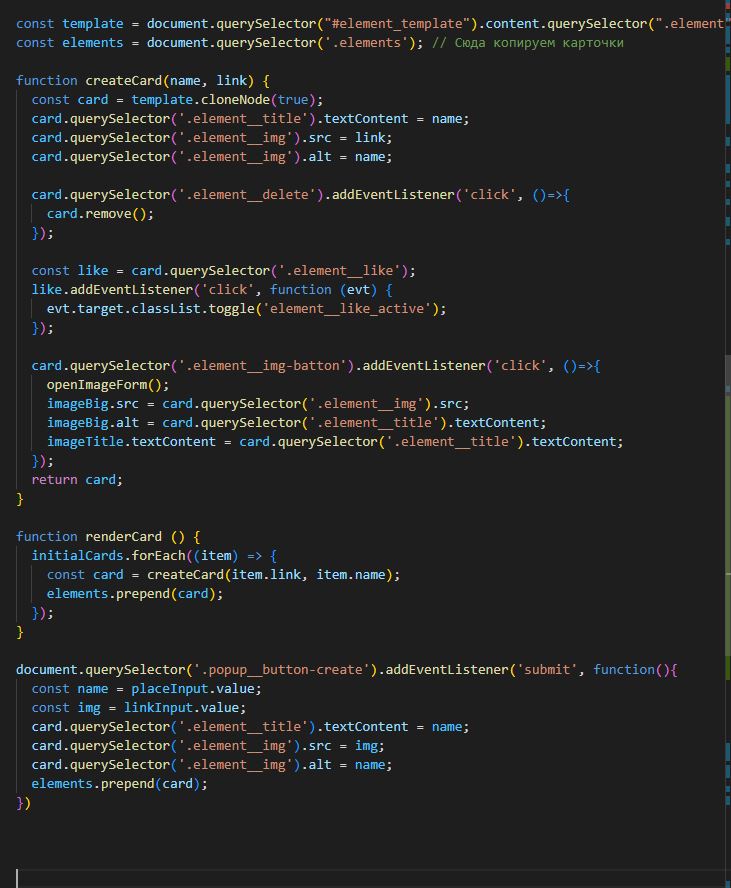 const template = document.querySelector("#element_template").content.querySelector(".element
const elements = document.querySelector('.elements'); // Сюда копируем карточки
function createCard(name, link) {
const card = template.cloneNode(true);
card.querySelector('.element__title').textContent = name;
card.querySelector('.element__img').src = link;
card.querySelector('.element__img').alt = name;
card.querySelector('.element__delete').addEventListener('click', ()=>{
card.remove();
});
const like = card.querySelector('.element__like');
like.addEventListener('click', function (evt) {
evt.target.classList.toggle('element__like_active');
});
card.querySelector('.element__img-batton').addEventListener('click', ()=>{
openImageForm();
imageBig.src = card.querySelector('.element__img').src;
imageBig.alt = card.querySelector('.element__title').textContent;
imageTitle.textContent = card.querySelector('.element__title').textContent;
});
return card;
}
function renderCard () {
initialCards.forEach((item) => {
const card = createCard(item.link, item.name);
elements.prepend(card);
});
}
document.querySelector('.popup__button-create').addEventListener('submit', function(){
const name = placeInput.value;
const img = linkInput.value;
card.querySelector('.element__title').textContent = name;
card.querySelector('.element__img').src = img;
card.querySelector('.element__img').alt = name;
elements.prepend(card);
})